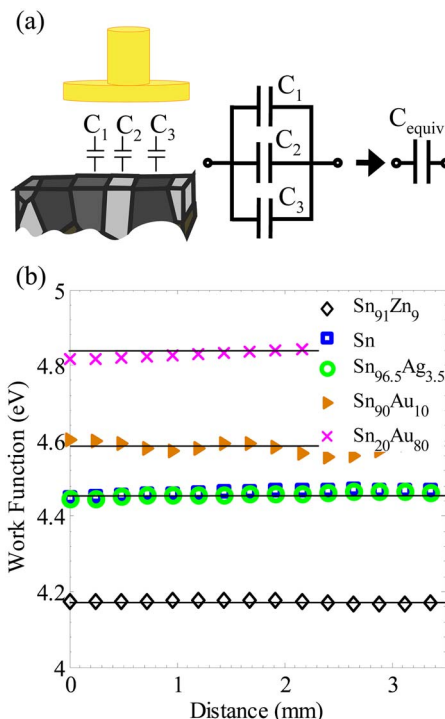 (a)
C1 C2 C3
C1
C2
C3
Cequiv
(b)
Work Function (eV)
5
4.8
4.6
4.4
4.2
4
Sn91Zn9
Sn
Sn96.5Ag3.5
Sn90Au10
Sn20Au80
0 1 2 3
Distance (mm)